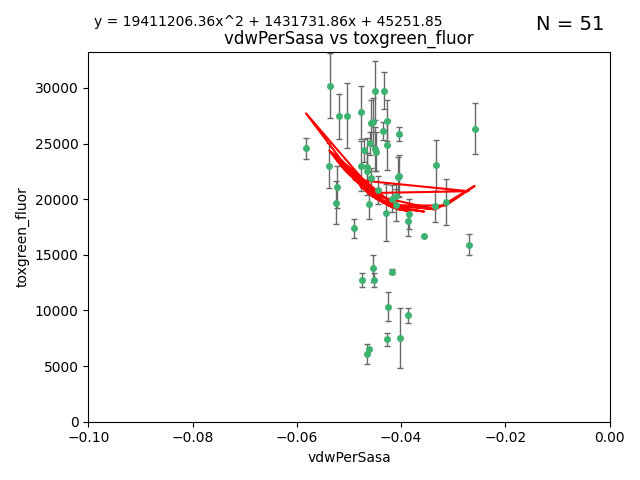 y = 19411206.36x^2 + 1431731.86x + 45251.85
N = 51
vdwPerSasa vs toxgreen_fluor
30000
25000
20000
15000
10000
5000
0
toxgreen_fluor
−0.10 −0.08 −0.06 −0.04 −0.02 0.00
vdwPerSasa